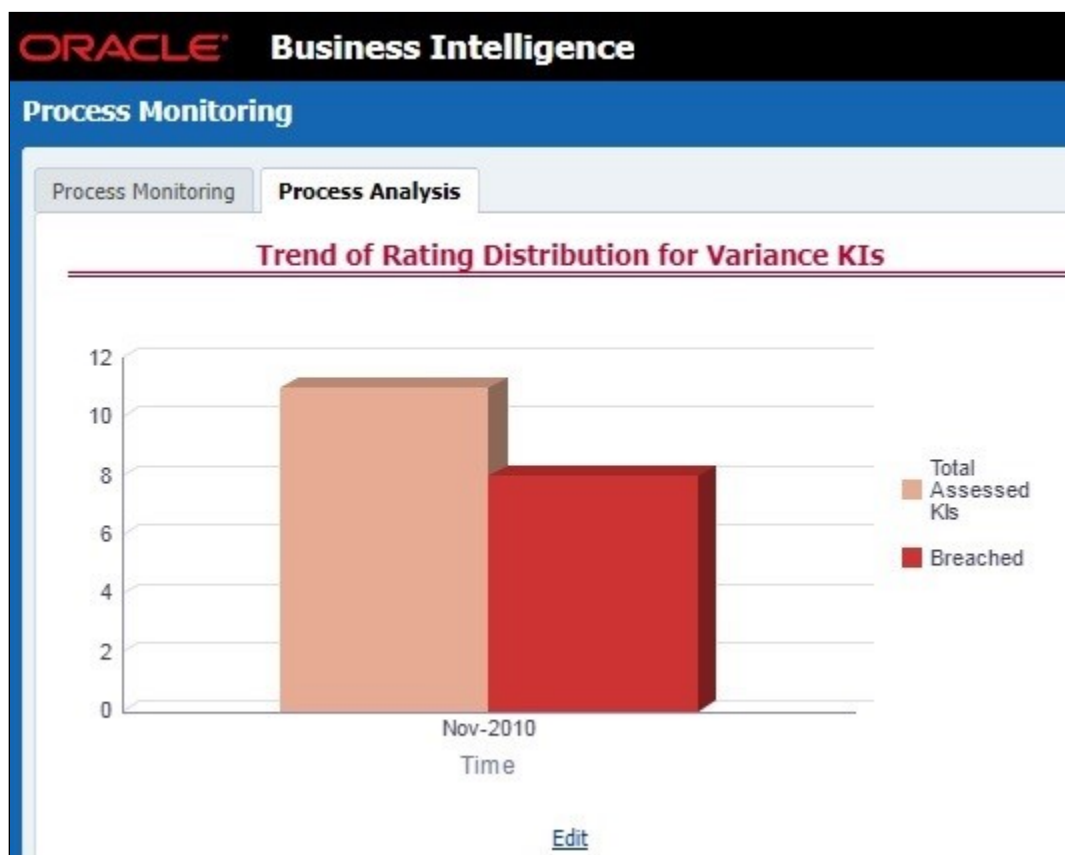 ORACLE Business Intelligence
Process Monitoring
Process Monitoring
Process Analysis
Trend of Rating Distribution for Variance KIs
12
10
8
6
4
2
0
Nov-2010
Time
Total
Assessed
KIs
Breached
Edit